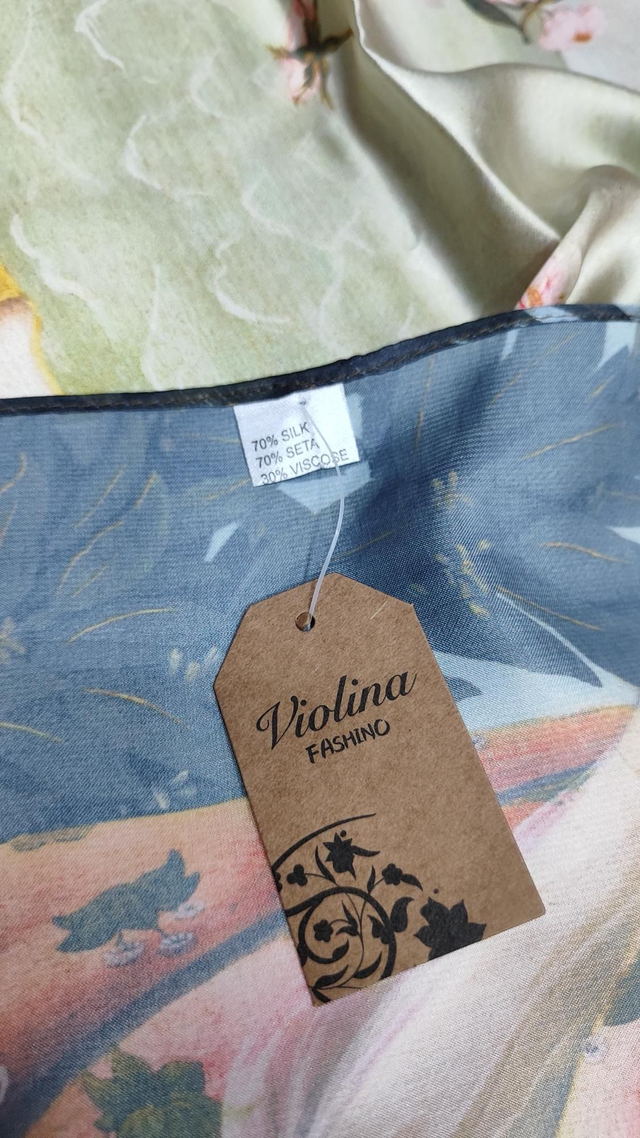 70% SILK
70% SETA
30% VISCOSE
Violina
FASHINO